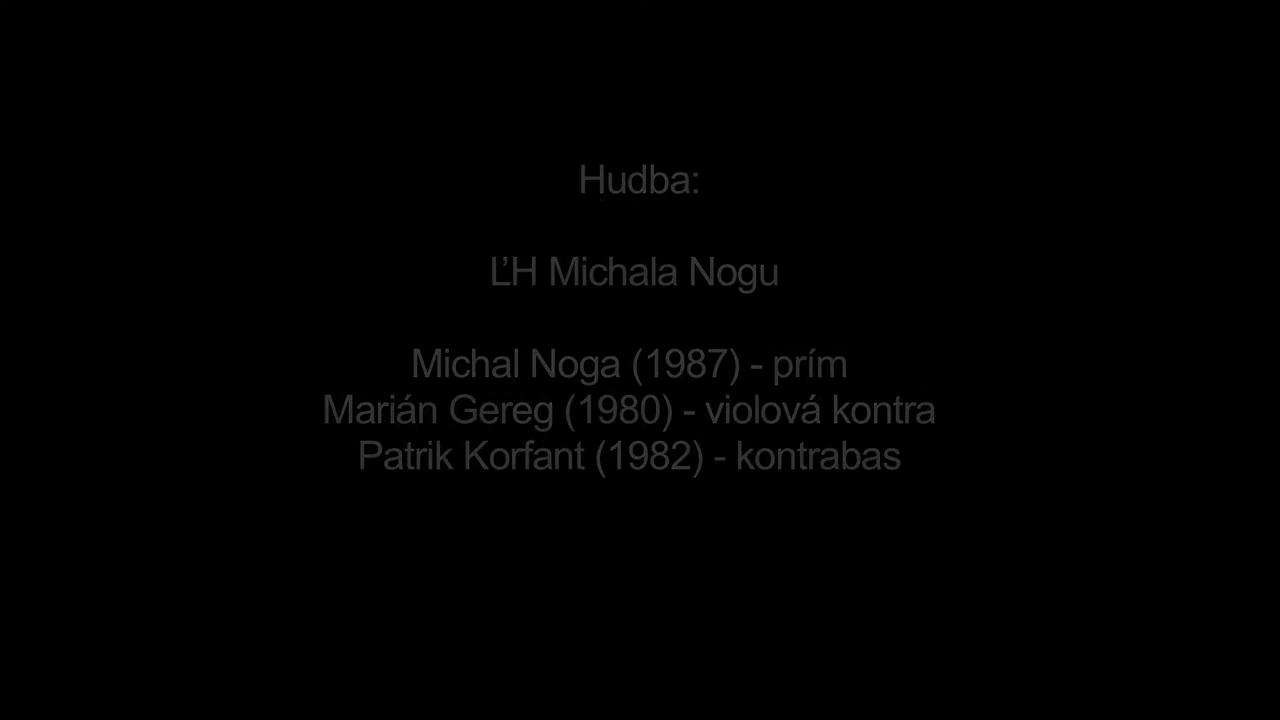 Hudba:
ĽH Michala Nogu
Michal Noga (1987) - prím
Marián Gereg (1980) - violová kontra
Patrik Korfant (1982) - kontrabas